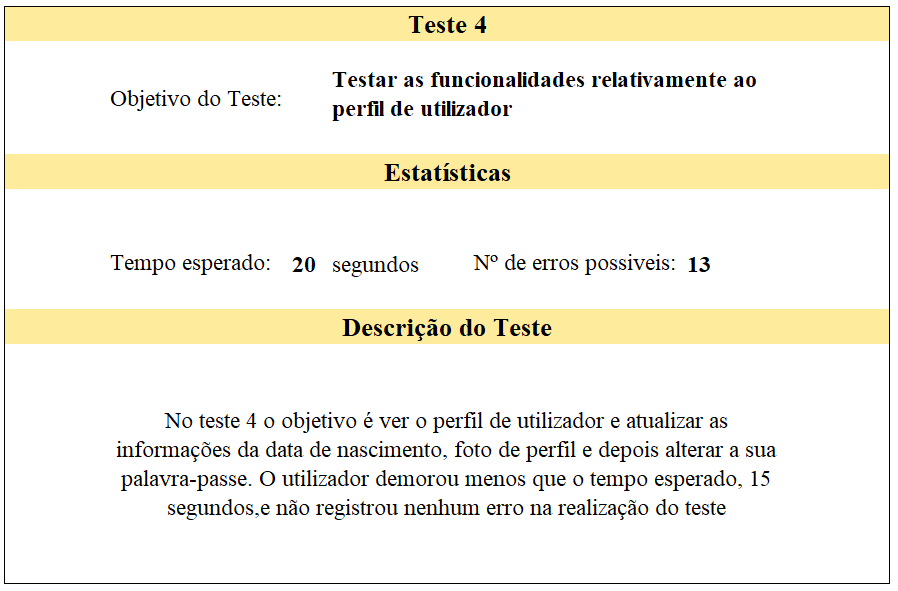 Teste 4
Objetivo do Teste:
Testar as funcionalidades relativamente ao
perfil de utilizador
Estatísticas
Tempo esperado: 20 segundos Nº de erros possiveis: 13
Descrição do Teste
No teste 4 o objetivo é ver o perfil de utilizador e atualizar as
informações da data de nascimento, foto de perfil e depois alterar a sua
palavra-passe. O utilizador demorou menos que o tempo esperado, 15
segundos,e não registrou nenhum erro na realização do teste